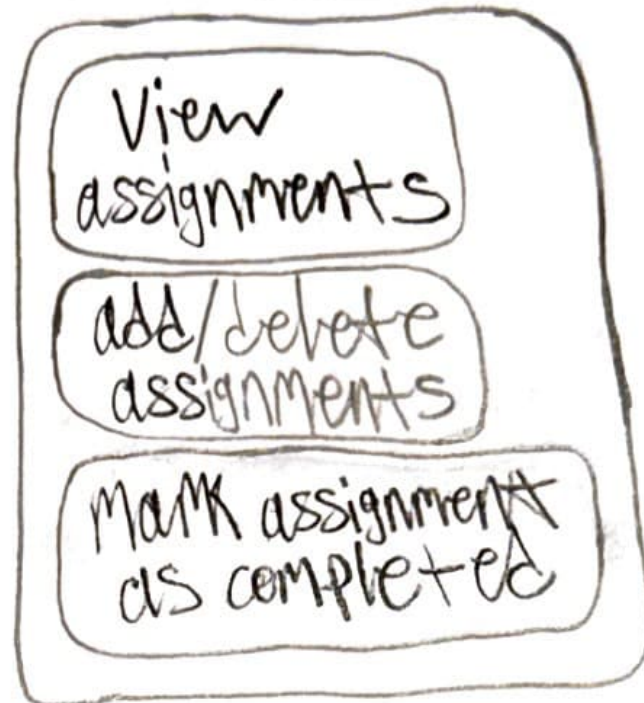 View
assignments
add/delete
assignments
Mark assignment
as completed